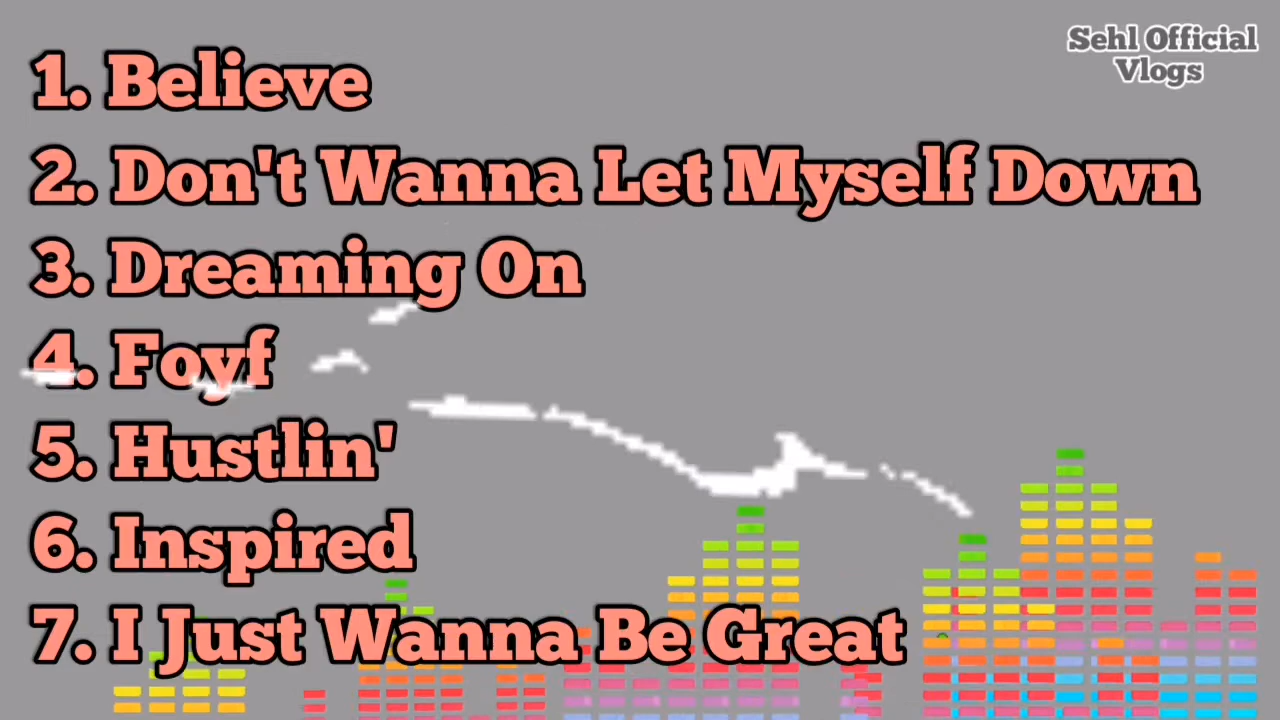 Sehl Official
Vlogs
1. Believe
2. Don't Wanna Let Myself Down
3. Dreaming On
4. Foyf
5. Hustlin'
6. Inspired
7. I Just Wanna Be Great